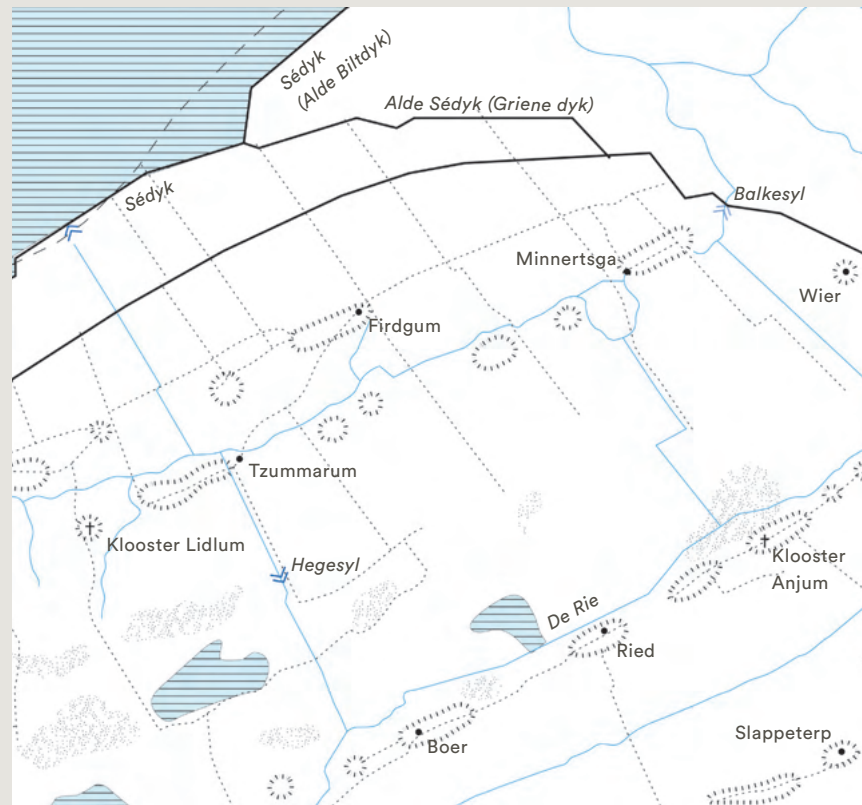 Sédyk
(Alde Biltdyk)
Alde Sédyk (Griene dyk)
Sédyk
Balkesyl
Minnertsga
Wier
Firdgum
Tzummarum
Klooster Lidlum
Hegesyl
Klooster
Anjum
De Rie
Ried
Boer
Slappeterp